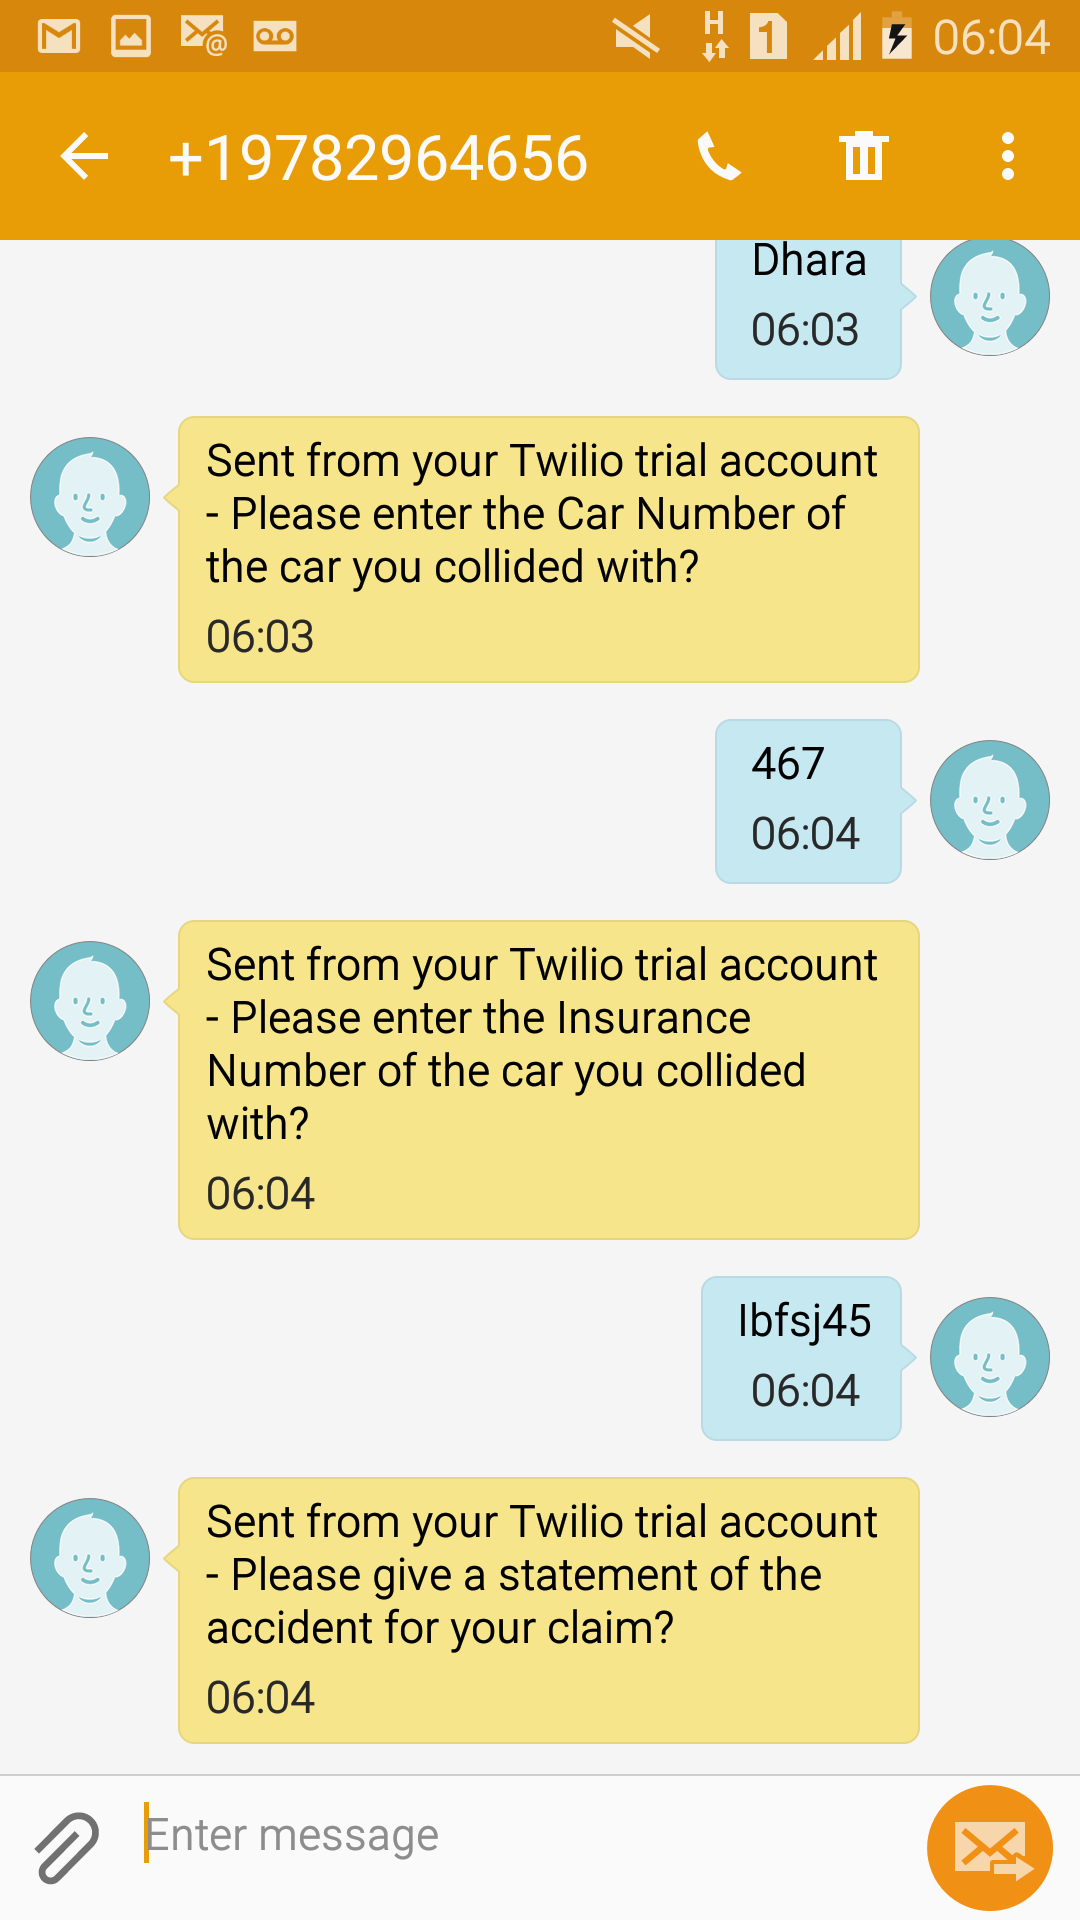 H
1
06:04
+19782964656
Dhara
06:03
Sent from your Twilio trial account
- Please enter the Car Number of
the car you collided with?
06:03
467
06:04
Sent from your Twilio trial account
- Please enter the Insurance
Number of the car you collided
with?
06:04
Ibfsj45
06:04
Sent from your Twilio trial account
- Please give a statement of the
accident for your claim?
06:04
Enter message